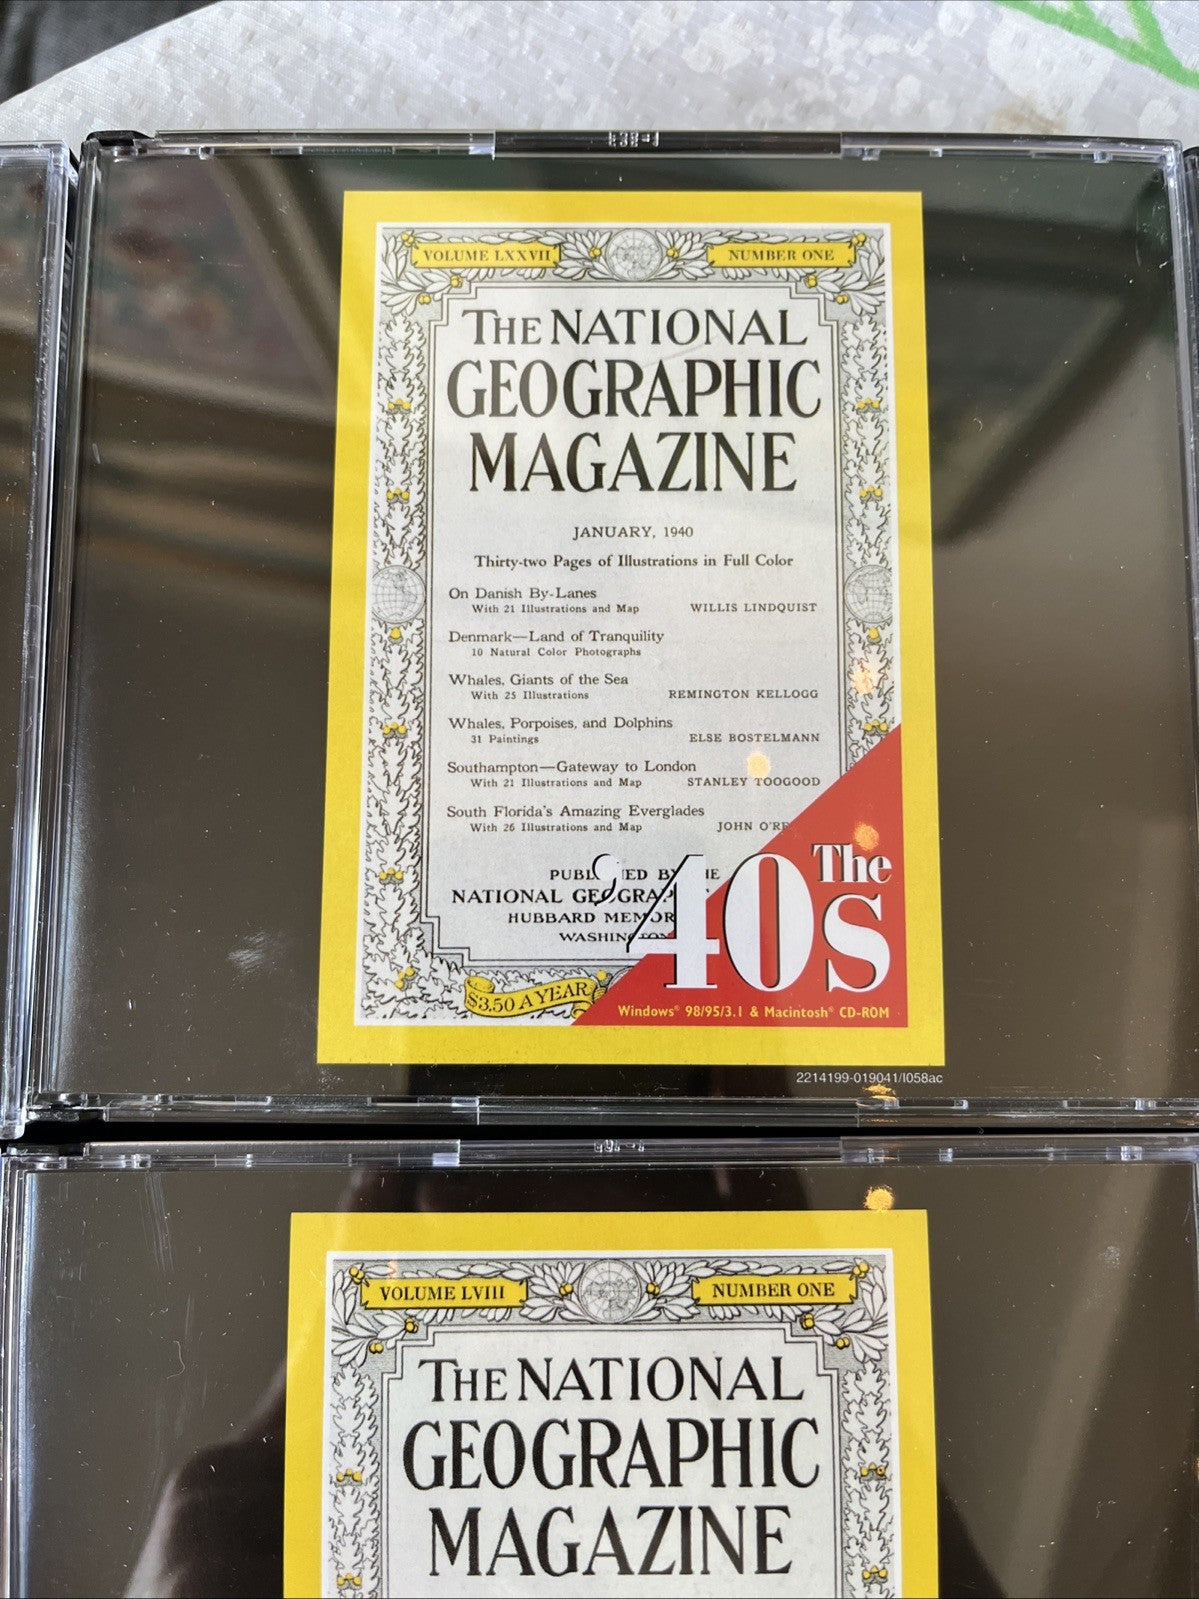 VOLUME LXXVII NUMBER ONE
THE NATIONAL
GEOGRAPHIC
MAGAZINE
JANUARY, 1940
Thirty-two Pages of Illustrations in Full Color
On Danish By-Lanes
With 21 Illustrations and Map WILLIS LINDQUIST
Denmark—Land of Tranquility
10 Natural Color Photographs
Whales, Giants of the Sea
With 25 Illustrations REMINGTON KELLOGG
Whales, Porpoises, and Dolphins
31 Paintings ELSE BOSTELMANN
Southampton—Gateway to London
With 21 Illustrations and Map STANLEY TOOGOOD
South Florida's Amazing Everglades
With 26 Illustrations and Map JOHN
NATIONAL
HUBBARD
$3.50 A YEAR
The
'40s
Windows® 98/95/3.1 & Macintosh® CD-ROM
2214199-019041/I058ac
VOLUME LVIII NUMBER ONE
THE NATIONAL
GEOGRAPHIC
MAGAZINE